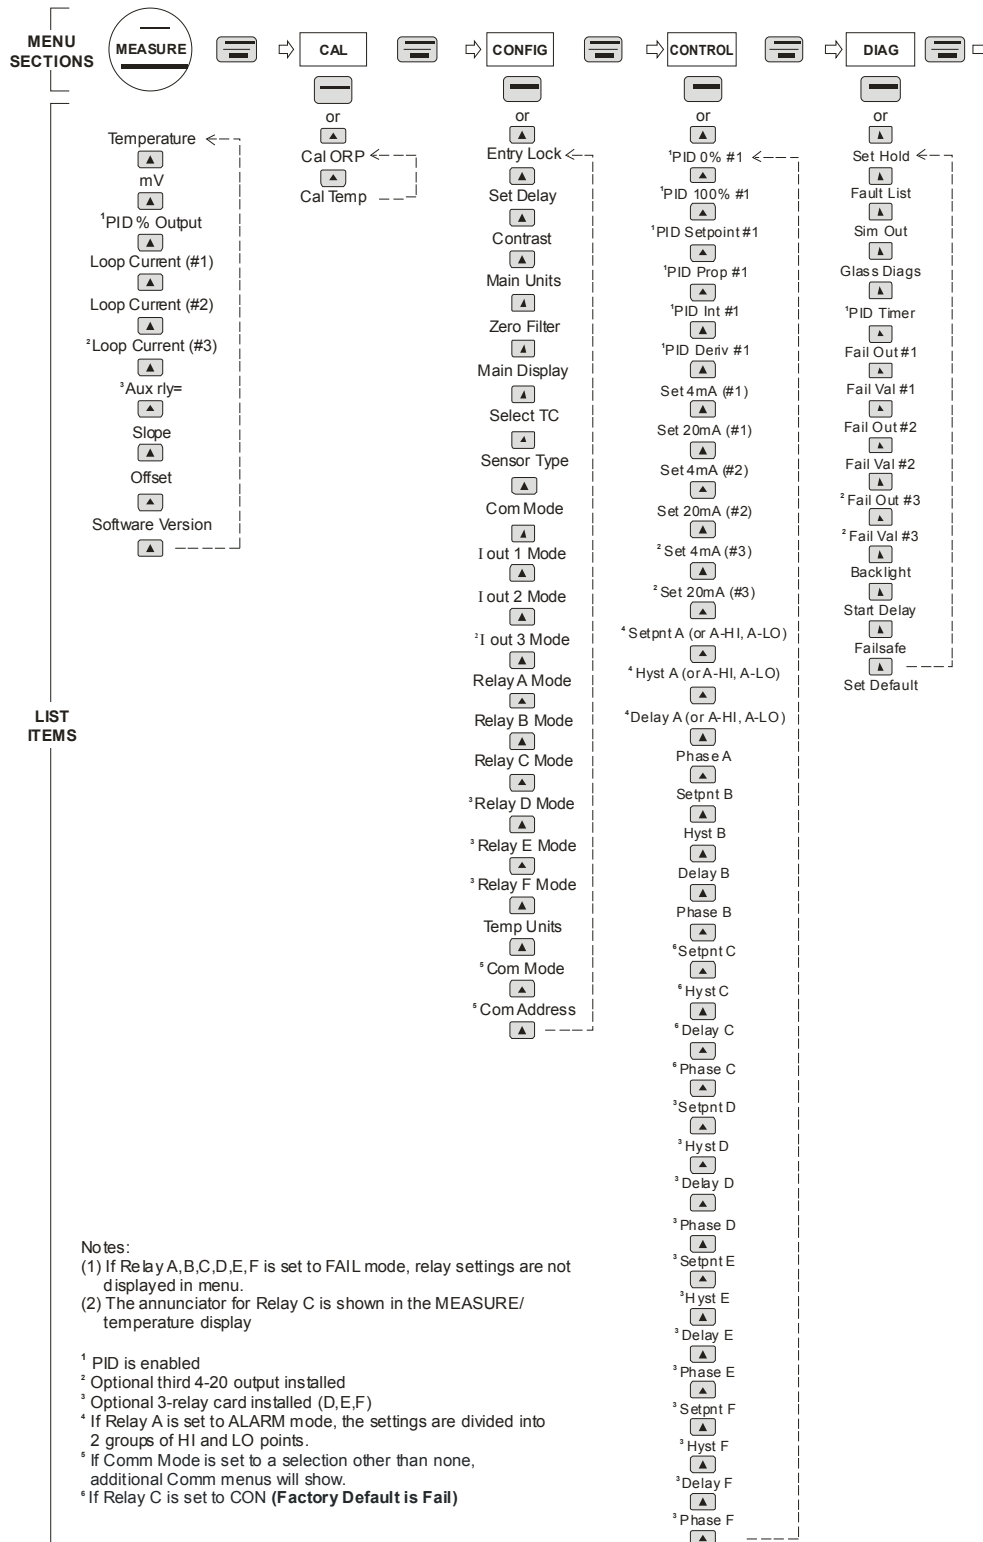 MENU
SECTIONS
MEASURE
CAL
CONFIG
CONTROL
DIAG
LIST
ITEMS
Temperature
mV
¹PID % Output
Loop Current (#1)
Loop Current (#2)
²Loop Current (#3)
³Aux rly=
Slope
Offset
Software Version
or
Cal ORP
Cal Temp
or
Entry Lock
Set Delay
Contrast
Main Units
Zero Filter
Main Display
Select TC
Sensor Type
Com Mode
I out 1 Mode
I out 2 Mode
²I out 3 Mode
Relay A Mode
Relay B Mode
Relay C Mode
³Relay D Mode
³Relay E Mode
³Relay F Mode
Temp Units
⁵Com Mode
⁵Com Address
or
¹PID 0% #1
¹PID 100% #1
¹PID Setpoint #1
¹PID Prop #1
¹PID Int #1
¹PID Deriv #1
Set 4mA (#1)
Set 20mA (#1)
Set 4mA (#2)
Set 20mA (#2)
²Set 4mA (#3)
²Set 20mA (#3)
⁴Setpnt A (or A-HI, A-LO)
⁴Hyst A (or A-HI, A-LO)
⁴Delay A (or A-HI, A-LO)
Phase A
Setpnt B
Hyst B
Delay B
Phase B
⁶Setpnt C
⁶Hyst C
⁶Delay C
⁶Phase C
³Setpnt D
³Hyst D
³Delay D
³Phase D
³Setpnt E
³Hyst E
³Delay E
³Phase E
³Setpnt F
³Hyst F
³Delay F
³Phase F
or
Set Hold
Fault List
Sim Out
Glass Diags
¹PID Timer
Fail Out #1
Fail Val #1
Fail Out #2
Fail Val #2
²Fail Out #3
²Fail Val #3
Backlight
Start Delay
Failsafe
Set Default
Notes:
(1) If Relay A,B,C,D,E,F is set to FAIL mode, relay settings are not
displayed in menu.
(2) The annunciator for Relay C is shown in the MEASURE/
temperature display
¹ PID is enabled
² Optional third 4-20 output installed
³ Optional 3-relay card installed (D,E,F)
⁴ If Relay A is set to ALARM mode, the settings are divided into
2 groups of HI and LO points.
⁵ If Comm Mode is set to a selection other than none,
additional Comm menus will show.
⁶ If Relay C is set to CON (Factory Default is Fail)